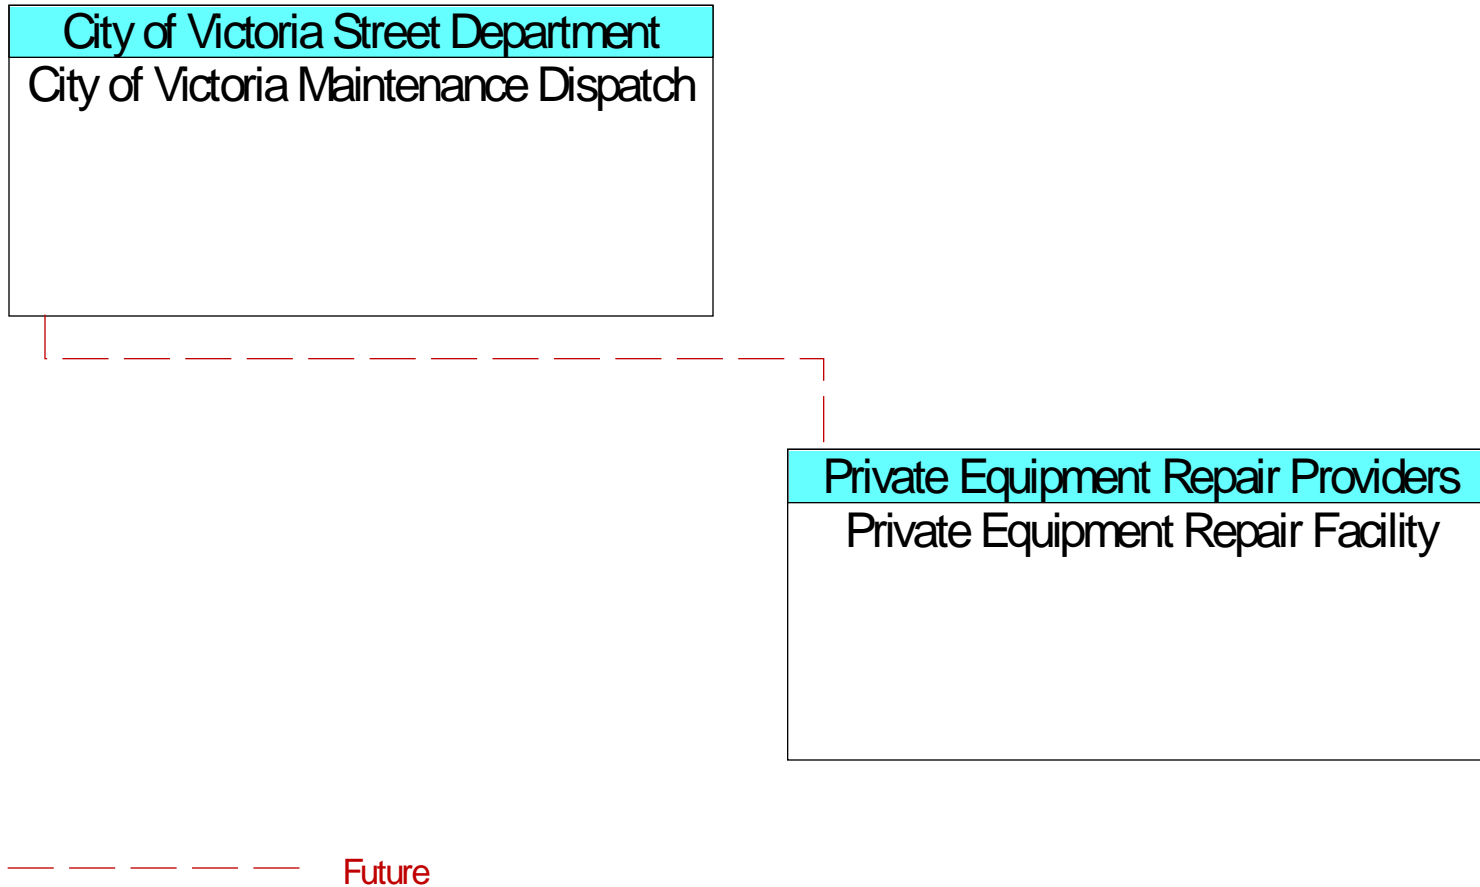 City of Victoria Street Department
City of Victoria Maintenance Dispatch
Private Equipment Repair Providers
Private Equipment Repair Facility
Future